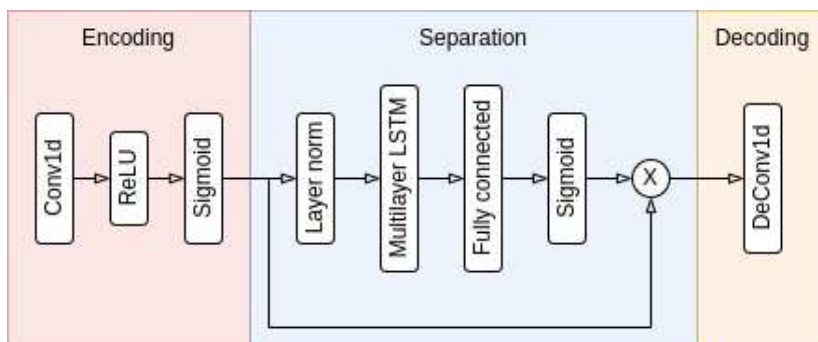 Encoding
Separation
Decoding
Conv1d
ReLU
Sigmoid
Layer norm
Multilayer LSTM
Fully connected
Sigmoid
X
DeConv1d